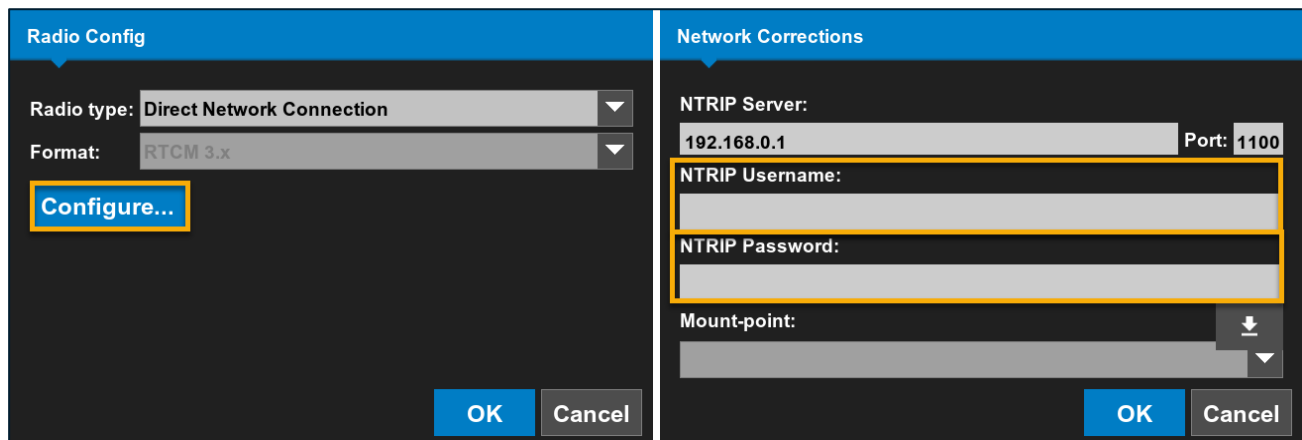 Radio Config
Radio type: Direct Network Connection
Format: RTCM 3.x
Configure...
OK Cancel
Network Corrections
NTRIP Server:
192.168.0.1 Port: 1100
NTRIP Username:
NTRIP Password:
Mount-point:
OK Cancel